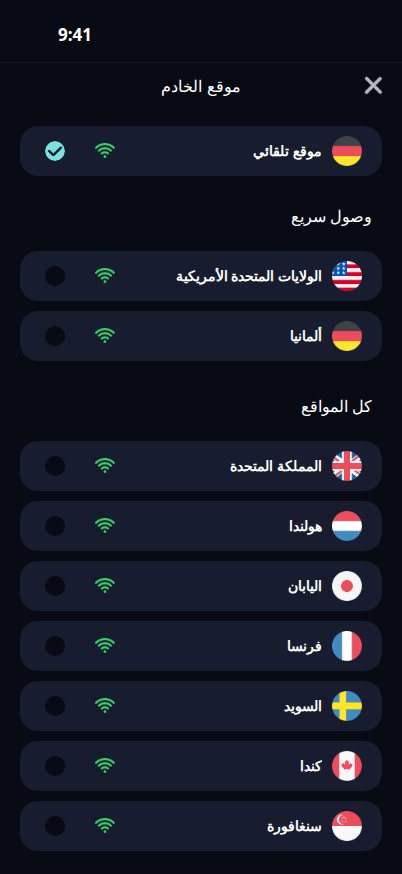 9:41
موقع الخادم
موقع تلقائي
وصول سريع
الولايات المتحدة الأمريكية
ألمانيا
كل المواقع
المملكة المتحدة
هولندا
اليابان
فرنسا
السويد
كندا
سنغافورة